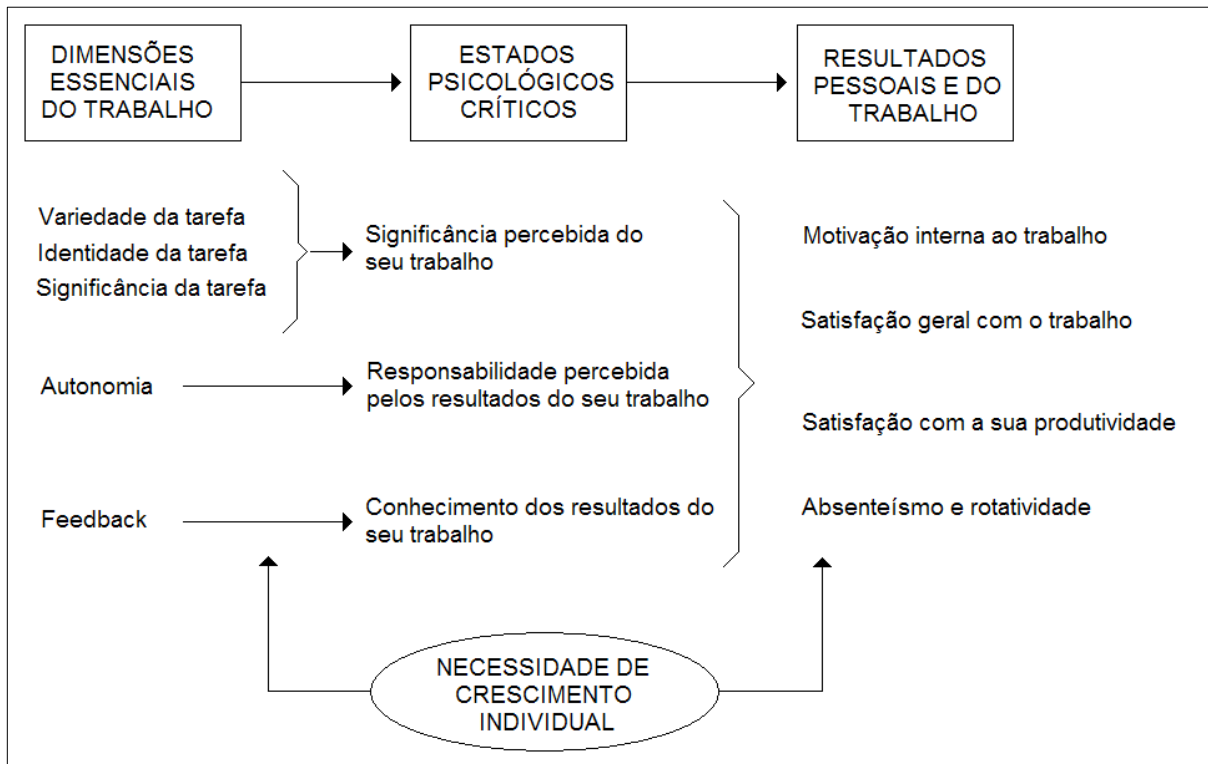 DIMENSÕES
ESSENCIAIS
DO TRABALHO
ESTADOS
PSICOLÓGICOS
CRÍTICOS
RESULTADOS
PESSOAIS E DO
TRABALHO
Variedade da tarefa
Identidade da tarefa
Significância da tarefa
Significância percebida do
seu trabalho
Motivação interna ao trabalho
Satisfação geral com o trabalho
Autonomia
Responsabilidade percebida
pelos resultados do seu trabalho
Satisfação com a sua produtividade
Feedback
Conhecimento dos resultados do
seu trabalho
Absenteísmo e rotatividade
NECESSIDADE DE
CRESCIMENTO
INDIVIDUAL